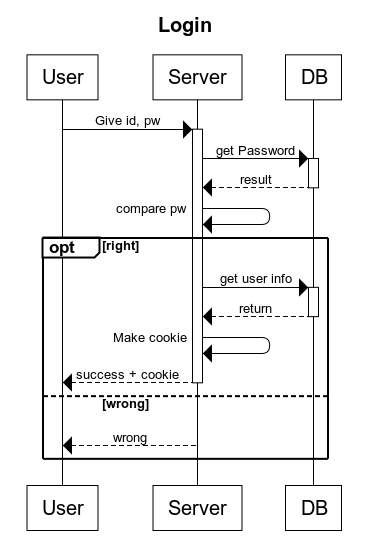 Login
User
Server
DB
Give id, pw
get Password
result
compare pw
opt [right]
get user info
return
Make cookie
success + cookie
[wrong]
wrong
User
Server
DB